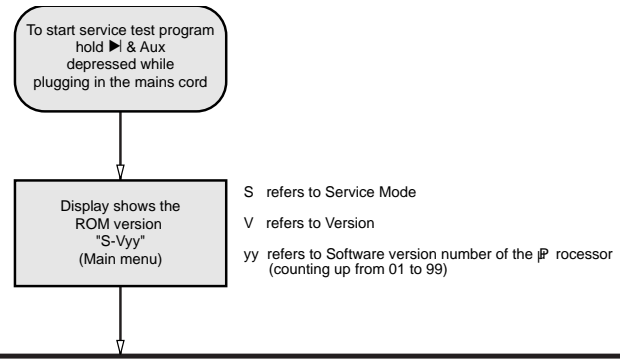 To start service test program
hold ▶| & Aux
depressed while
plugging in the mains cord
Display shows the
ROM version
"S-Vyy"
(Main menu)
S refers to Service Mode
V refers to Version
yy refers to Software version number of the µP rocessor
(counting up from 01 to 99)